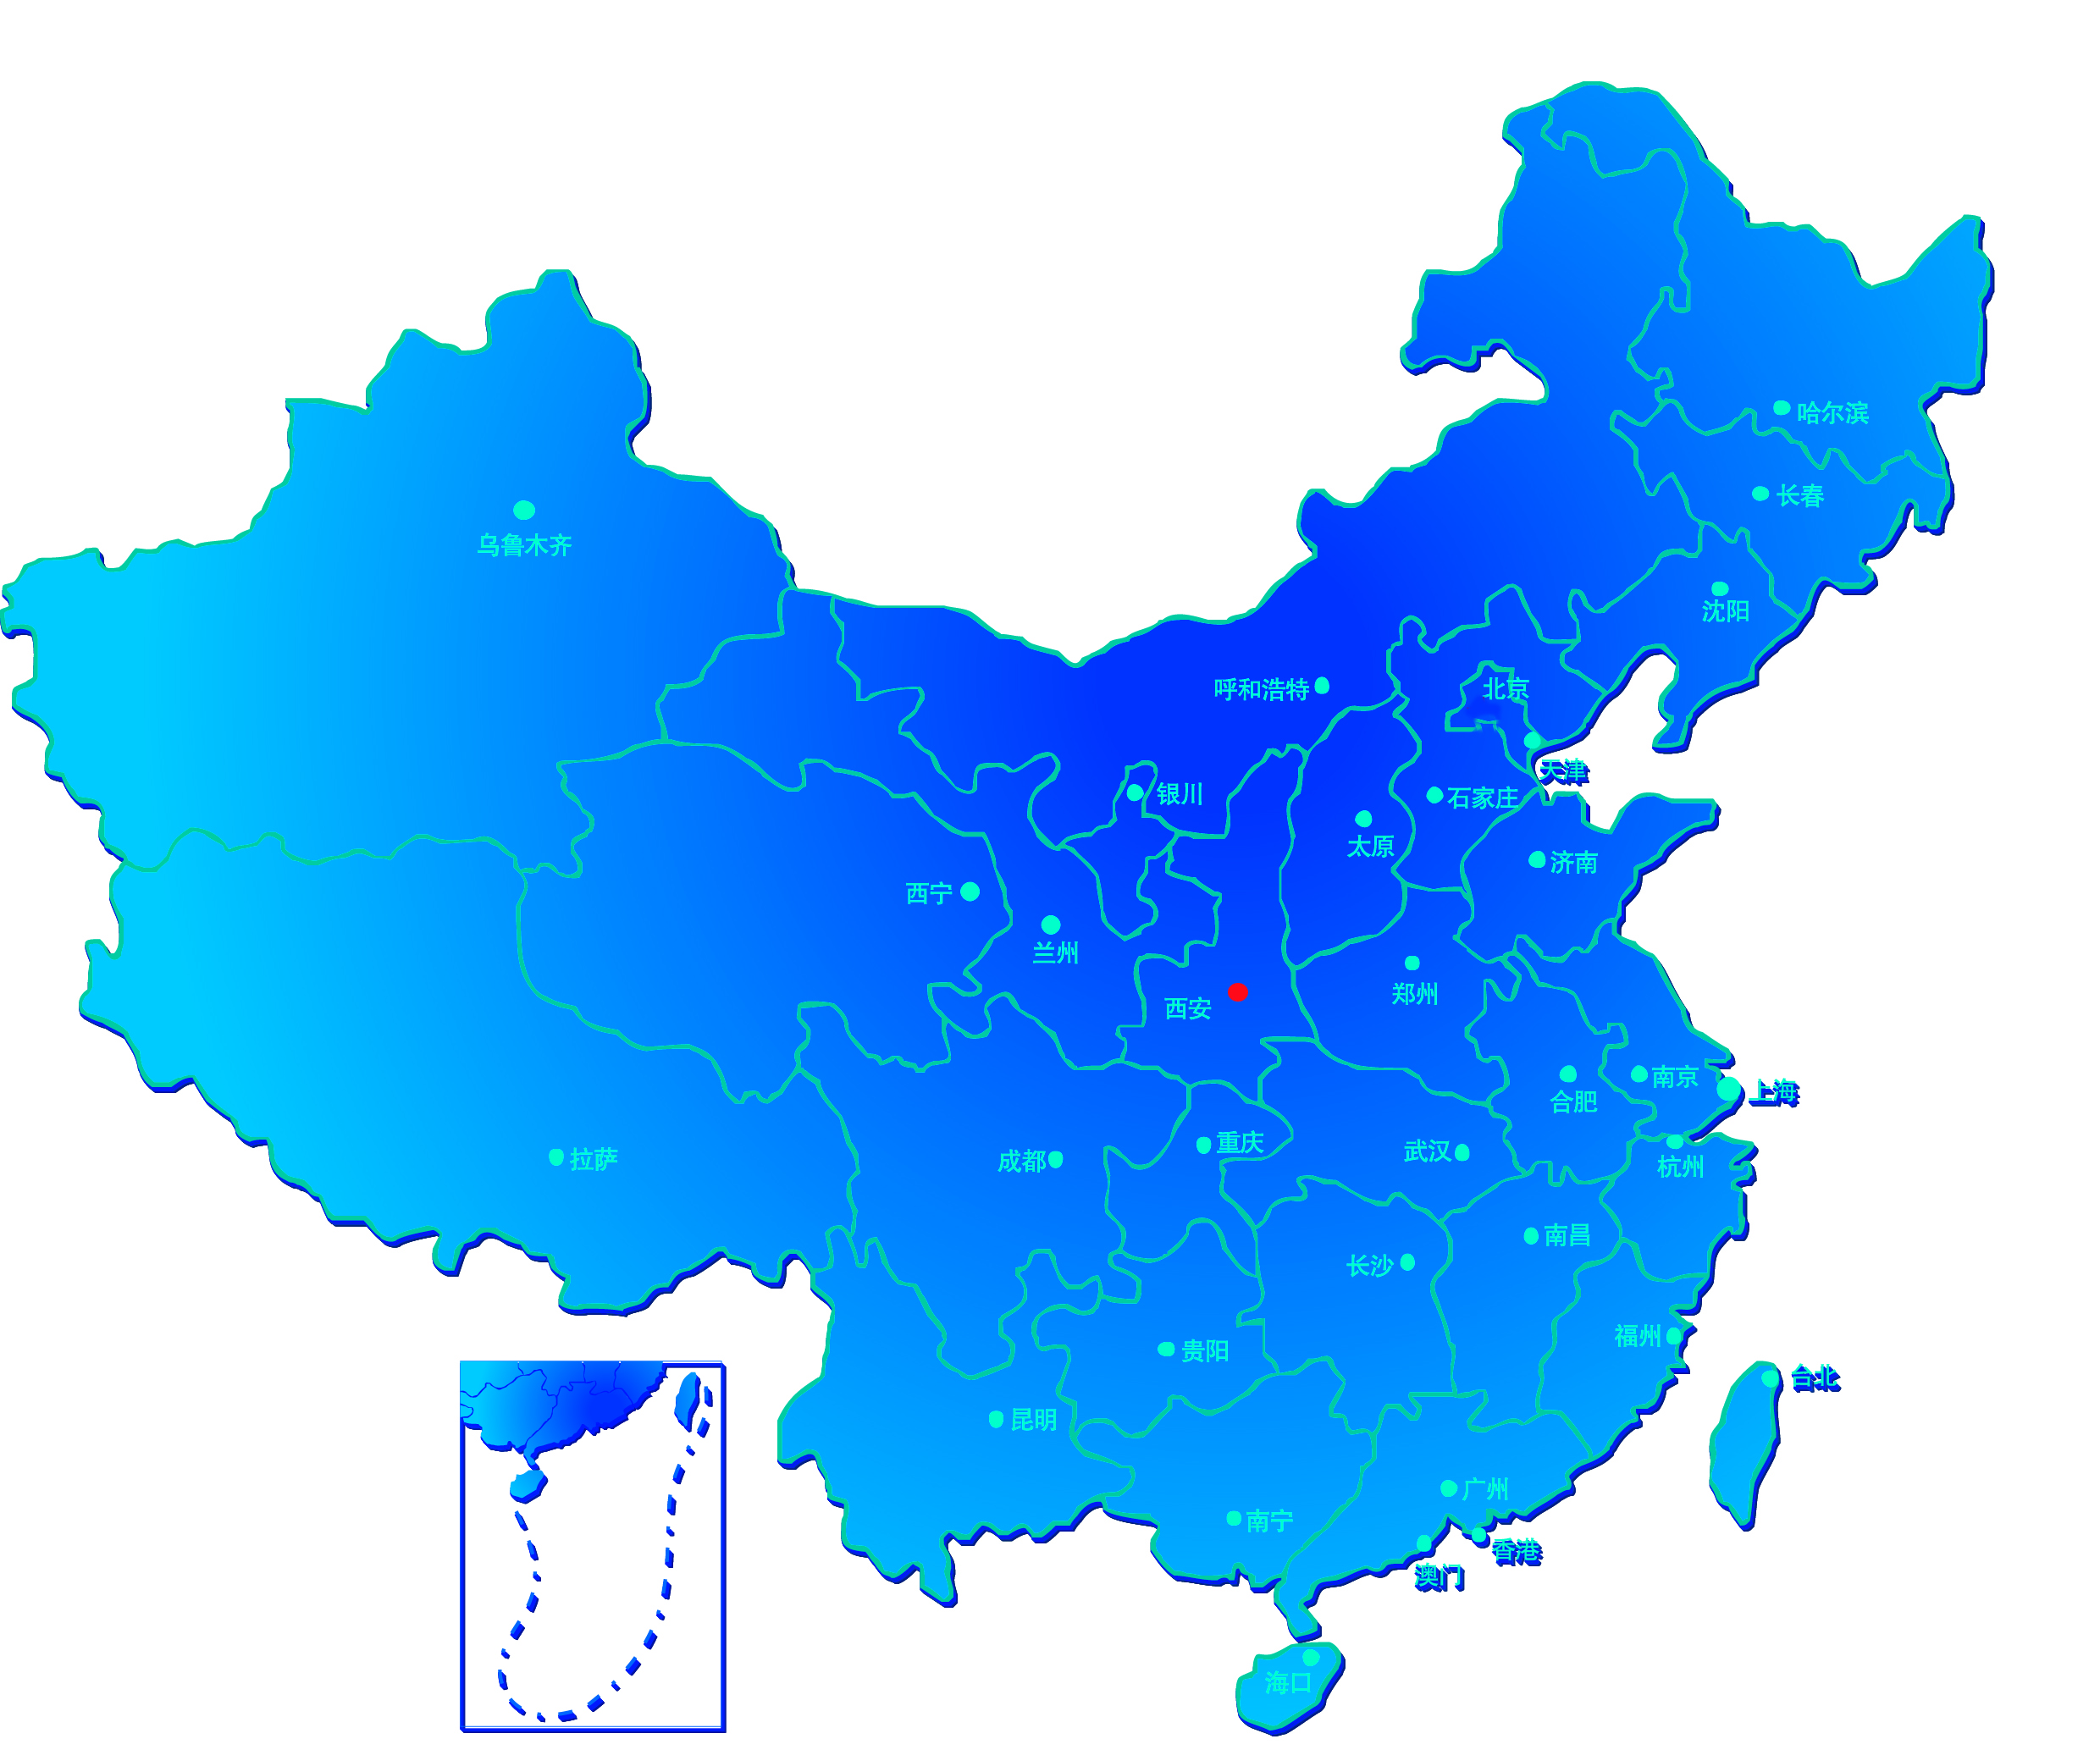 哈尔滨
长春
乌鲁木齐
沈阳
呼和浩特
北京
天津
银川
石家庄
太原
济南
西宁
兰州
郑州
西安
南京
上海
合肥
重庆
武汉
拉萨
成都
杭州
南昌
长沙
福州
贵阳
台北
昆明
广州
南宁
香港
澳门
海口